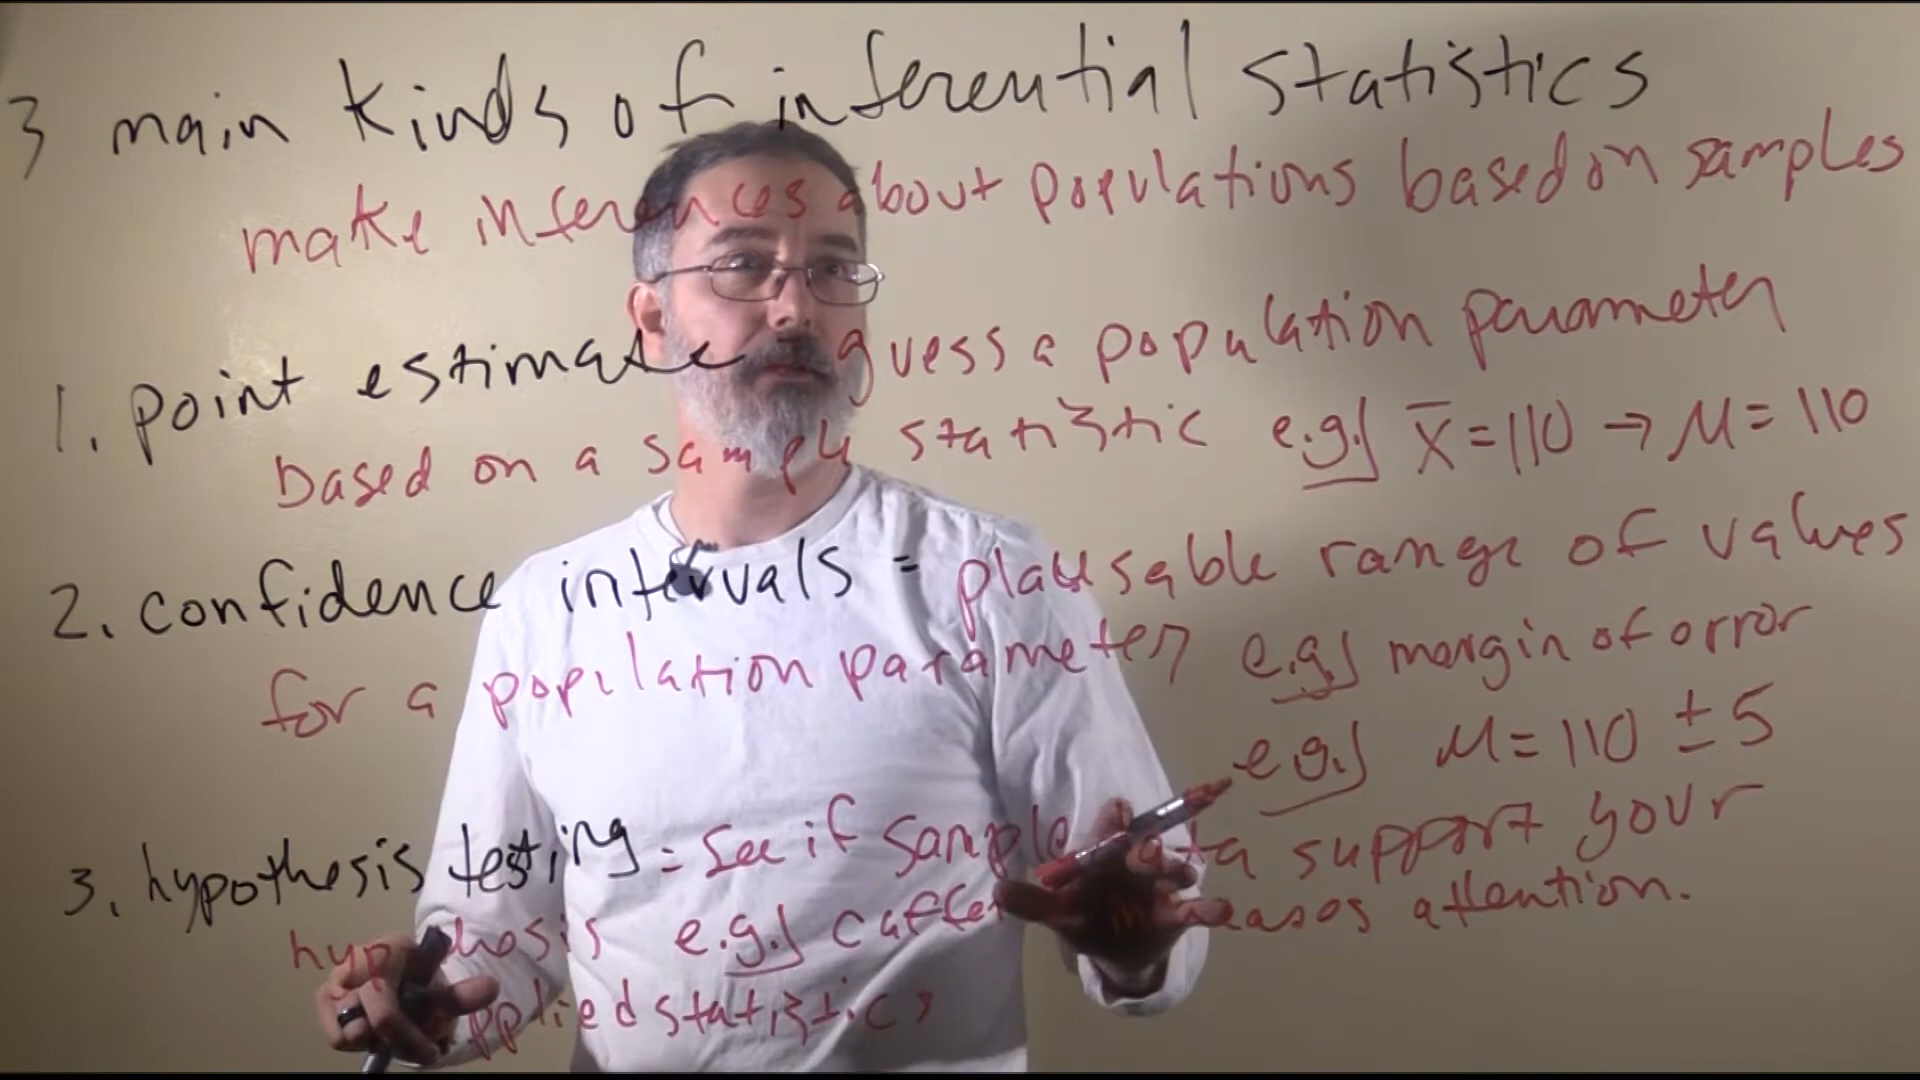 3 main kinds of inferential statistics
make inferences about populations based on samples
1. point estimate guess a population parameter
based on a sample statistic e.g.) x̄ = 110 → μ = 110
2. confidence intervals = plausable range of values
for a population parameter e.g.) margin of error
e.g.) μ = 110 ± 5
3. hypothesis testing = see if sample data support your
hypothosis e.g.) attention.
applied statistics